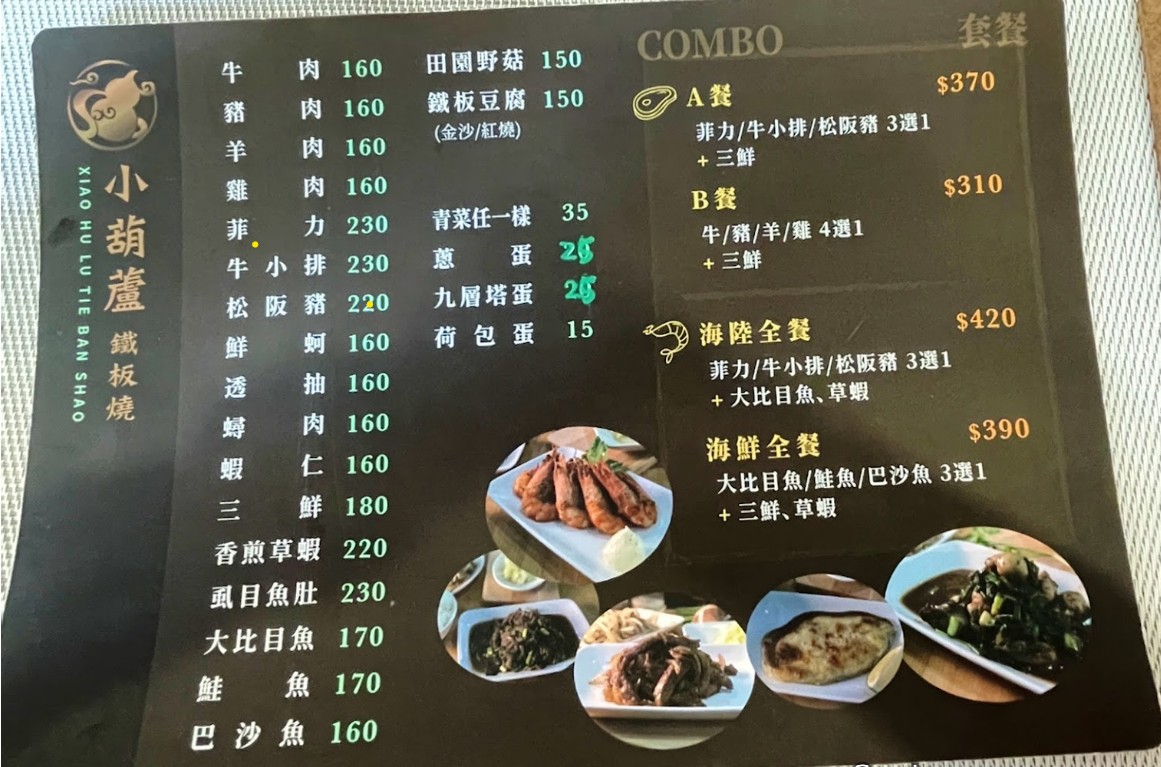 小葫蘆 鐵板燒
XIAO HU LU TIE BAN SHAO
牛肉 160
豬肉 160
羊肉 160
雞肉 160
菲力 230
牛小排 230
松阪豬 220
鮮蚵 160
透抽 160
蟳肉 160
蝦仁 160
三鮮 180
香煎草蝦 220
虱目魚肚 230
大比目魚 170
鮭魚 170
巴沙魚 160
田園野菇 150
鐵板豆腐 150
(金沙/紅燒)
青菜任一樣 35
蔥蛋 25
九層塔蛋 25
荷包蛋 15
COMBO 套餐
A餐 $370
菲力/牛小排/松阪豬 3選1
+ 三鮮
B餐 $310
牛/豬/羊/雞 4選1
+ 三鮮
海陸全餐 $420
菲力/牛小排/松阪豬 3選1
+ 大比目魚、草蝦
海鮮全餐 $390
大比目魚/鮭魚/巴沙魚 3選1
+ 三鮮、草蝦